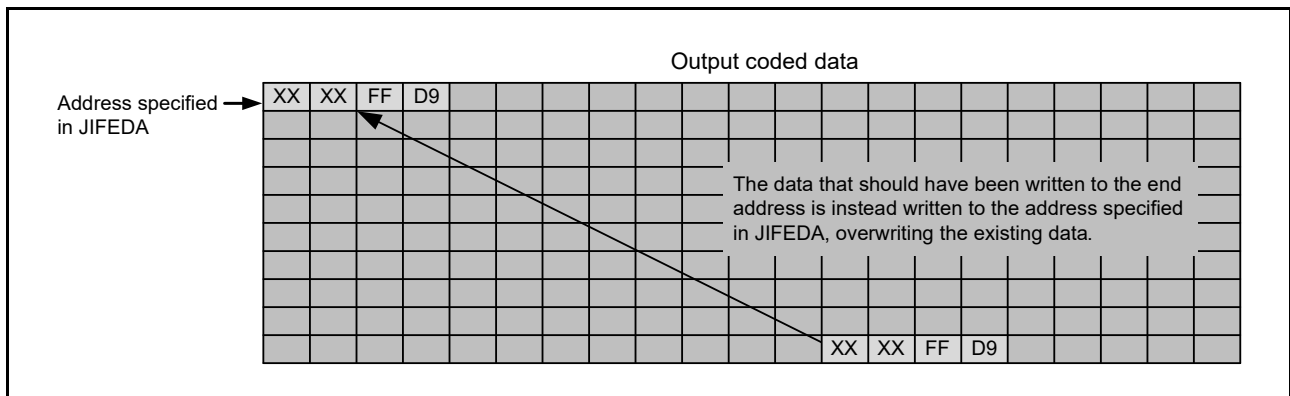 Output coded data
Address specified
in JIFEDA
XX XX FF D9
The data that should have been written to the end
address is instead written to the address specified
in JIFEDA, overwriting the existing data.
XX XX FF D9